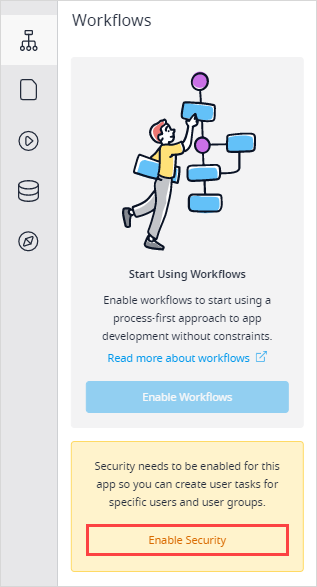 Workflows
Start Using Workflows
Enable workflows to start using a
process-first approach to app
development without constraints.
Read more about workflows
Enable Workflows
Security needs to be enabled for this
app so you can create user tasks for
specific users and user groups.
Enable Security